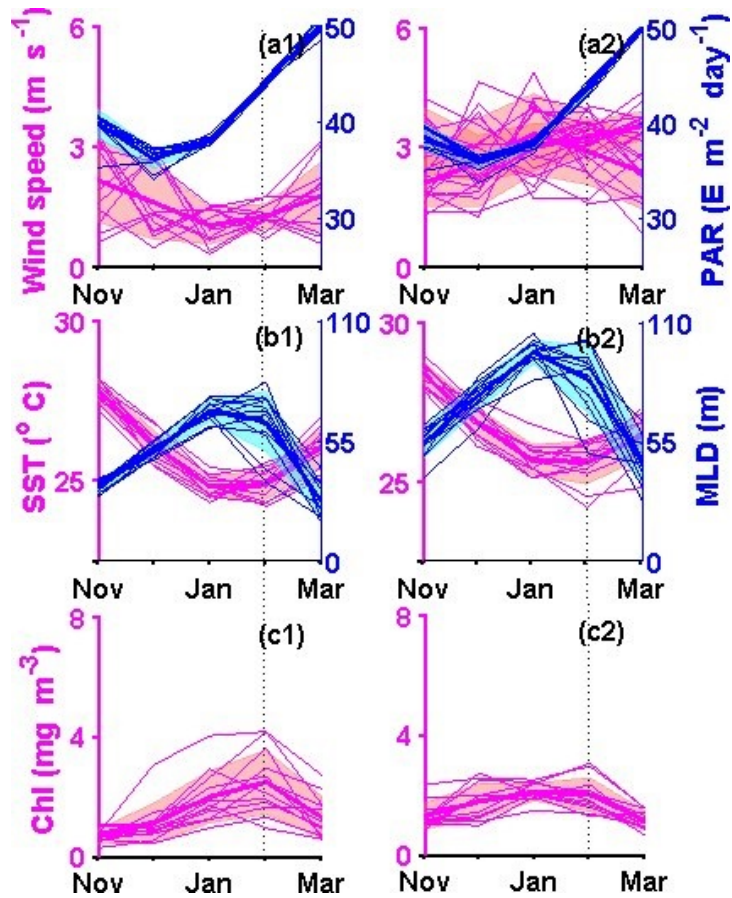 Wind speed (m s-1)
6
3
0
(a1)
50
40
30
Nov Jan Mar
6
3
0
(a2)
50
40
30
PAR (E m-2 day-1)
Nov Jan Mar
SST (o C)
30
25
(b1)
110
55
0
Nov Jan Mar
30
25
(b2)
110
55
0
MLD (m)
Nov Jan Mar
Chl (mg m-3)
8
4
0
(c1)
Nov Jan Mar
8
4
0
(c2)
Nov Jan Mar